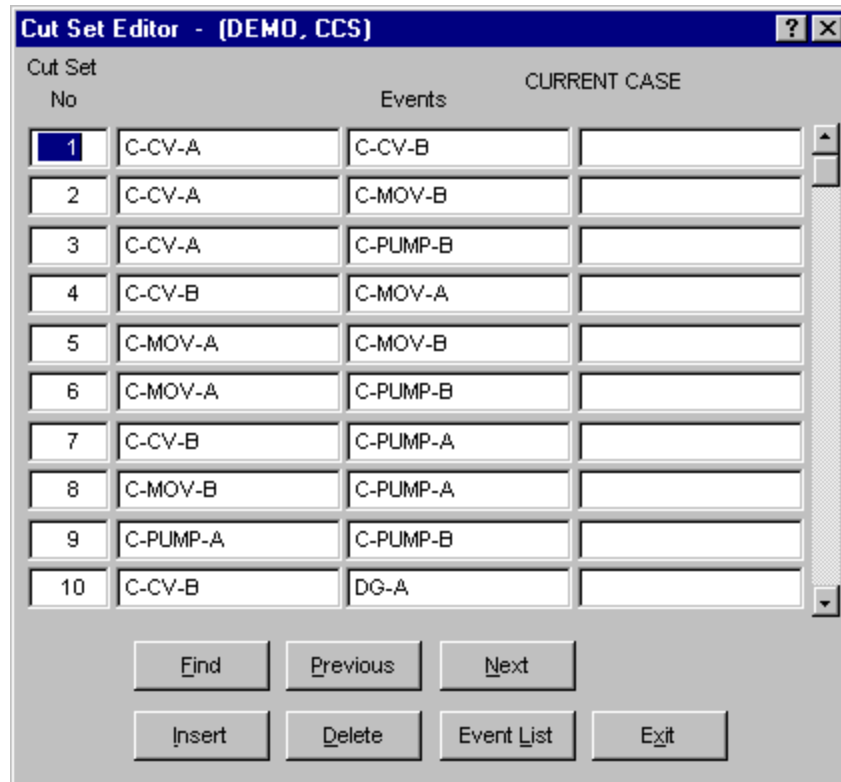 Cut Set Editor - (DEMO, CCS)
Cut Set
No Events CURRENT CASE
1 C-CV-A C-CV-B
2 C-CV-A C-MOV-B
3 C-CV-A C-PUMP-B
4 C-CV-B C-MOV-A
5 C-MOV-A C-MOV-B
6 C-MOV-A C-PUMP-B
7 C-CV-B C-PUMP-A
8 C-MOV-B C-PUMP-A
9 C-PUMP-A C-PUMP-B
10 C-CV-B DG-A
Find Previous Next
Insert Delete Event List Exit